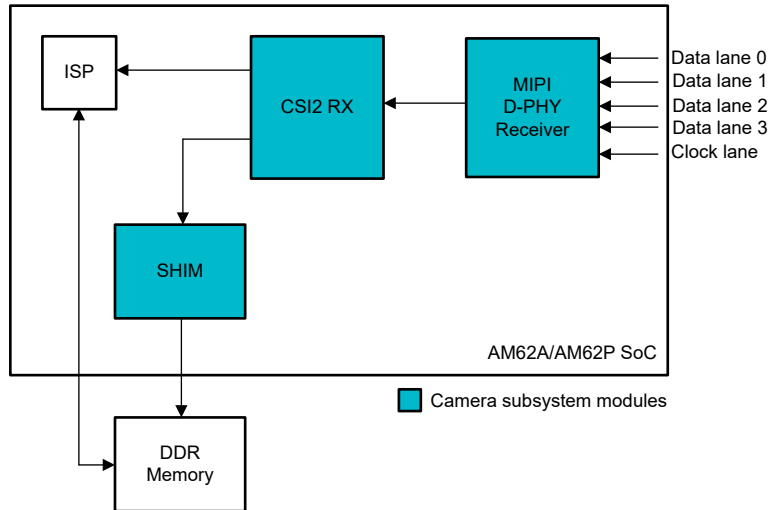 ISP
CSI2 RX
MIPI
D-PHY
Receiver
Data lane 0
Data lane 1
Data lane 2
Data lane 3
Clock lane
SHIM
AM62A/AM62P SoC
Camera subsystem modules
DDR
Memory